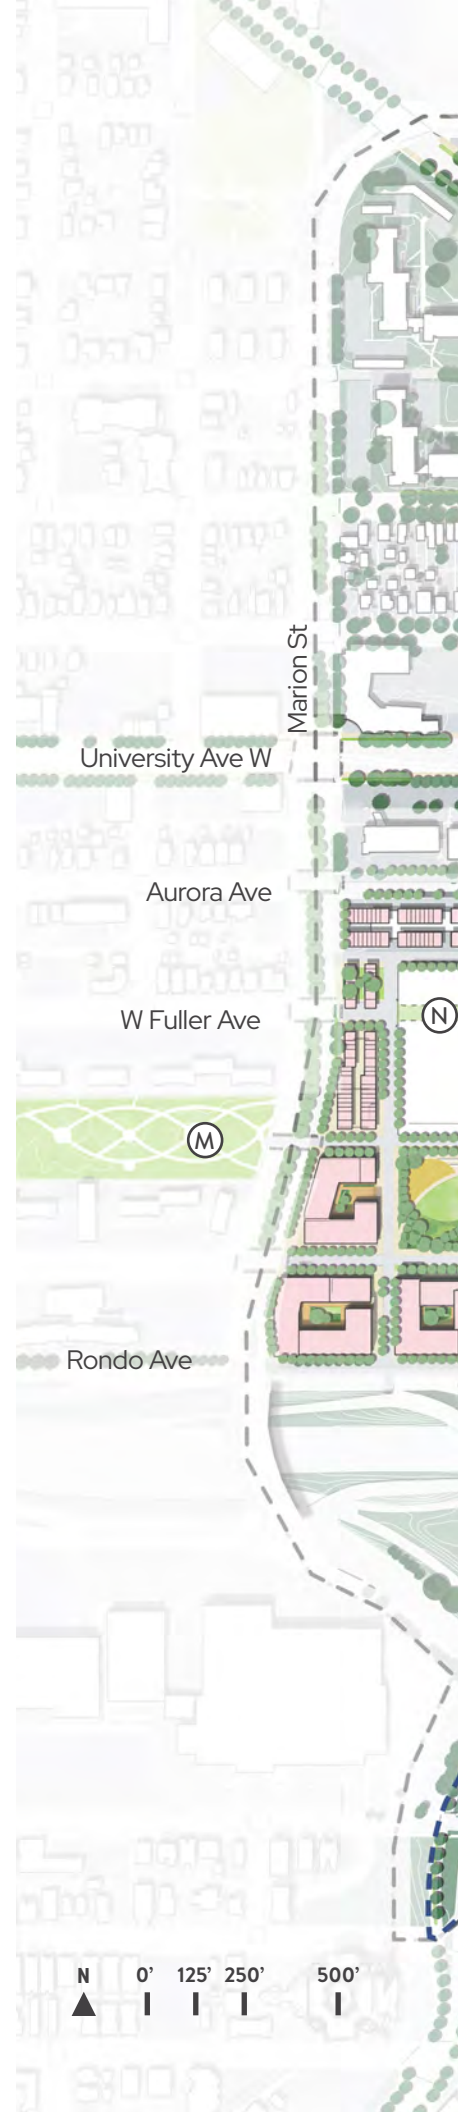 Marion St
University Ave W
Aurora Ave
W Fuller Ave
N
M
Rondo Ave
N 0’ 125’ 250’ 500’